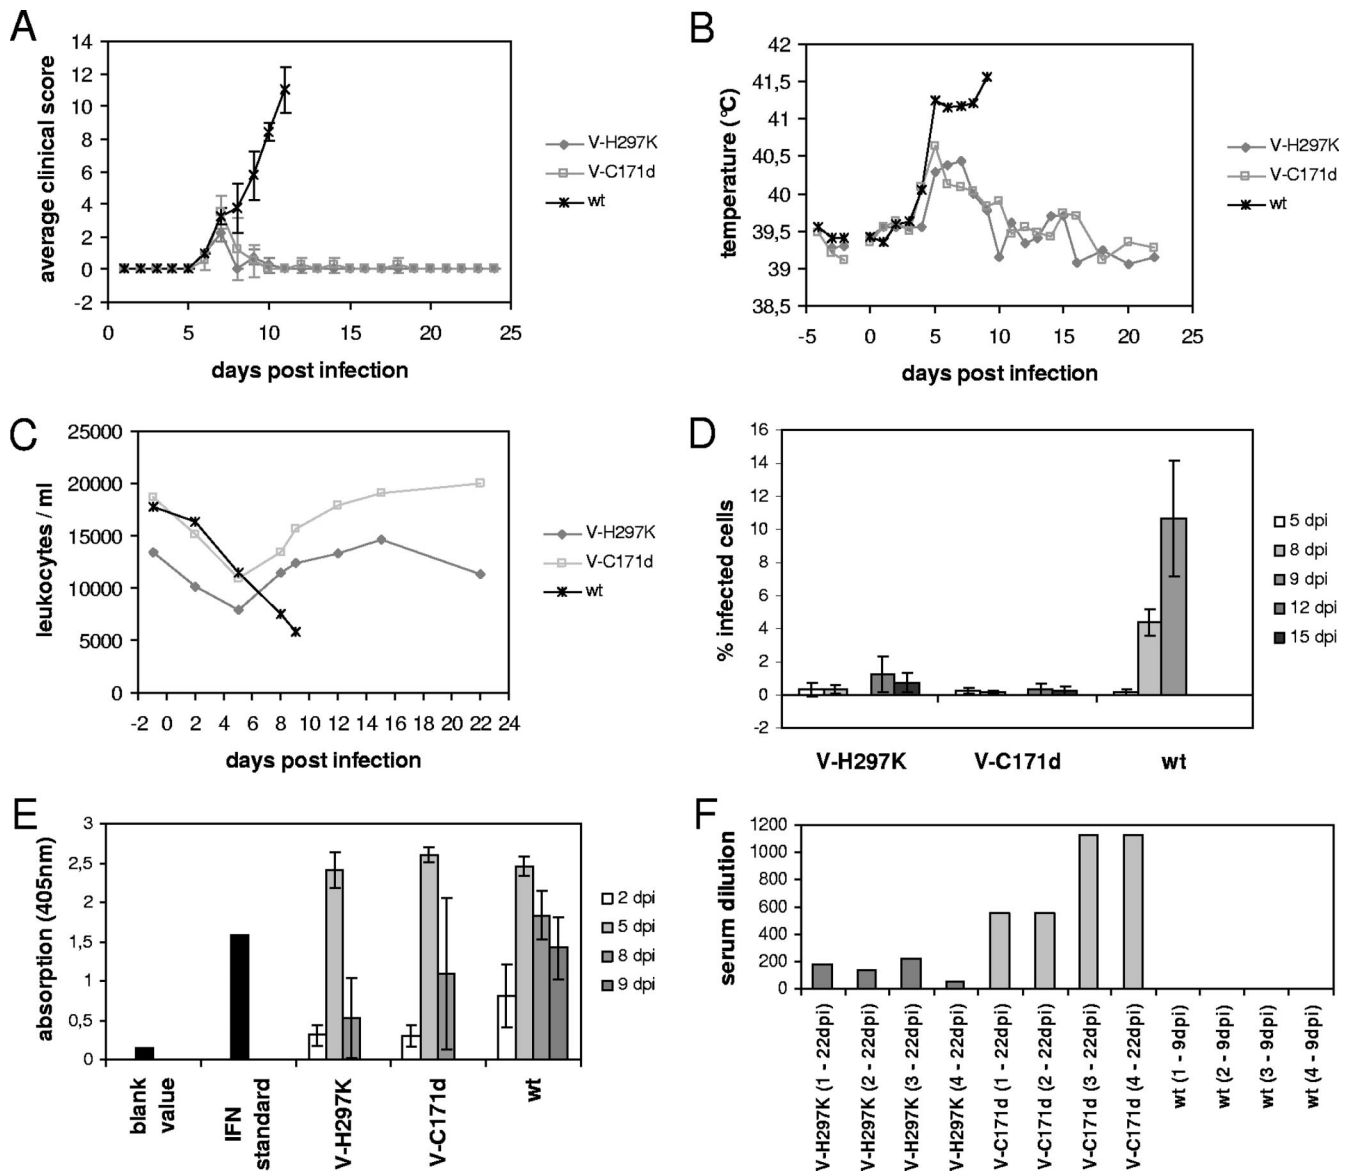 A
14
12
10
8
6
4
2
0
-2
average clinical score
0 5 10 15 20 25
days post infection
V-H297K
V-C171d
wt
B
42
41,5
41
40,5
40
39,5
39
38,5
temperature (°C)
-5 0 5 10 15 20 25
days post infection
V-H297K
V-C171d
wt
C
25000
20000
15000
10000
5000
0
leukocytes / ml
-2 0 2 4 6 8 10 12 14 16 18 20 22 24
days post infection
V-H297K
V-C171d
wt
D
16
14
12
10
8
6
4
2
0
-2
% infected cells
V-H297K V-C171d wt
5 dpi
8 dpi
9 dpi
12 dpi
15 dpi
E
3
2,5
2
1,5
1
0,5
0
absorption (405nm)
blank
value
IFN
standard
V-H297K
V-C171d
wt
2 dpi
5 dpi
8 dpi
9 dpi
F
1200
1000
800
600
400
200
0
serum dilution
V-H297K (1 - 22dpi)
V-H297K (2 - 22dpi)
V-H297K (3 - 22dpi)
V-H297K (4 - 22dpi)
V-C171d (1 - 22dpi)
V-C171d (2 - 22dpi)
V-C171d (3 - 22dpi)
V-C171d (4 - 22dpi)
wt (1 - 9dpi)
wt (2 - 9dpi)
wt (3 - 9dpi)
wt (4 - 9dpi)